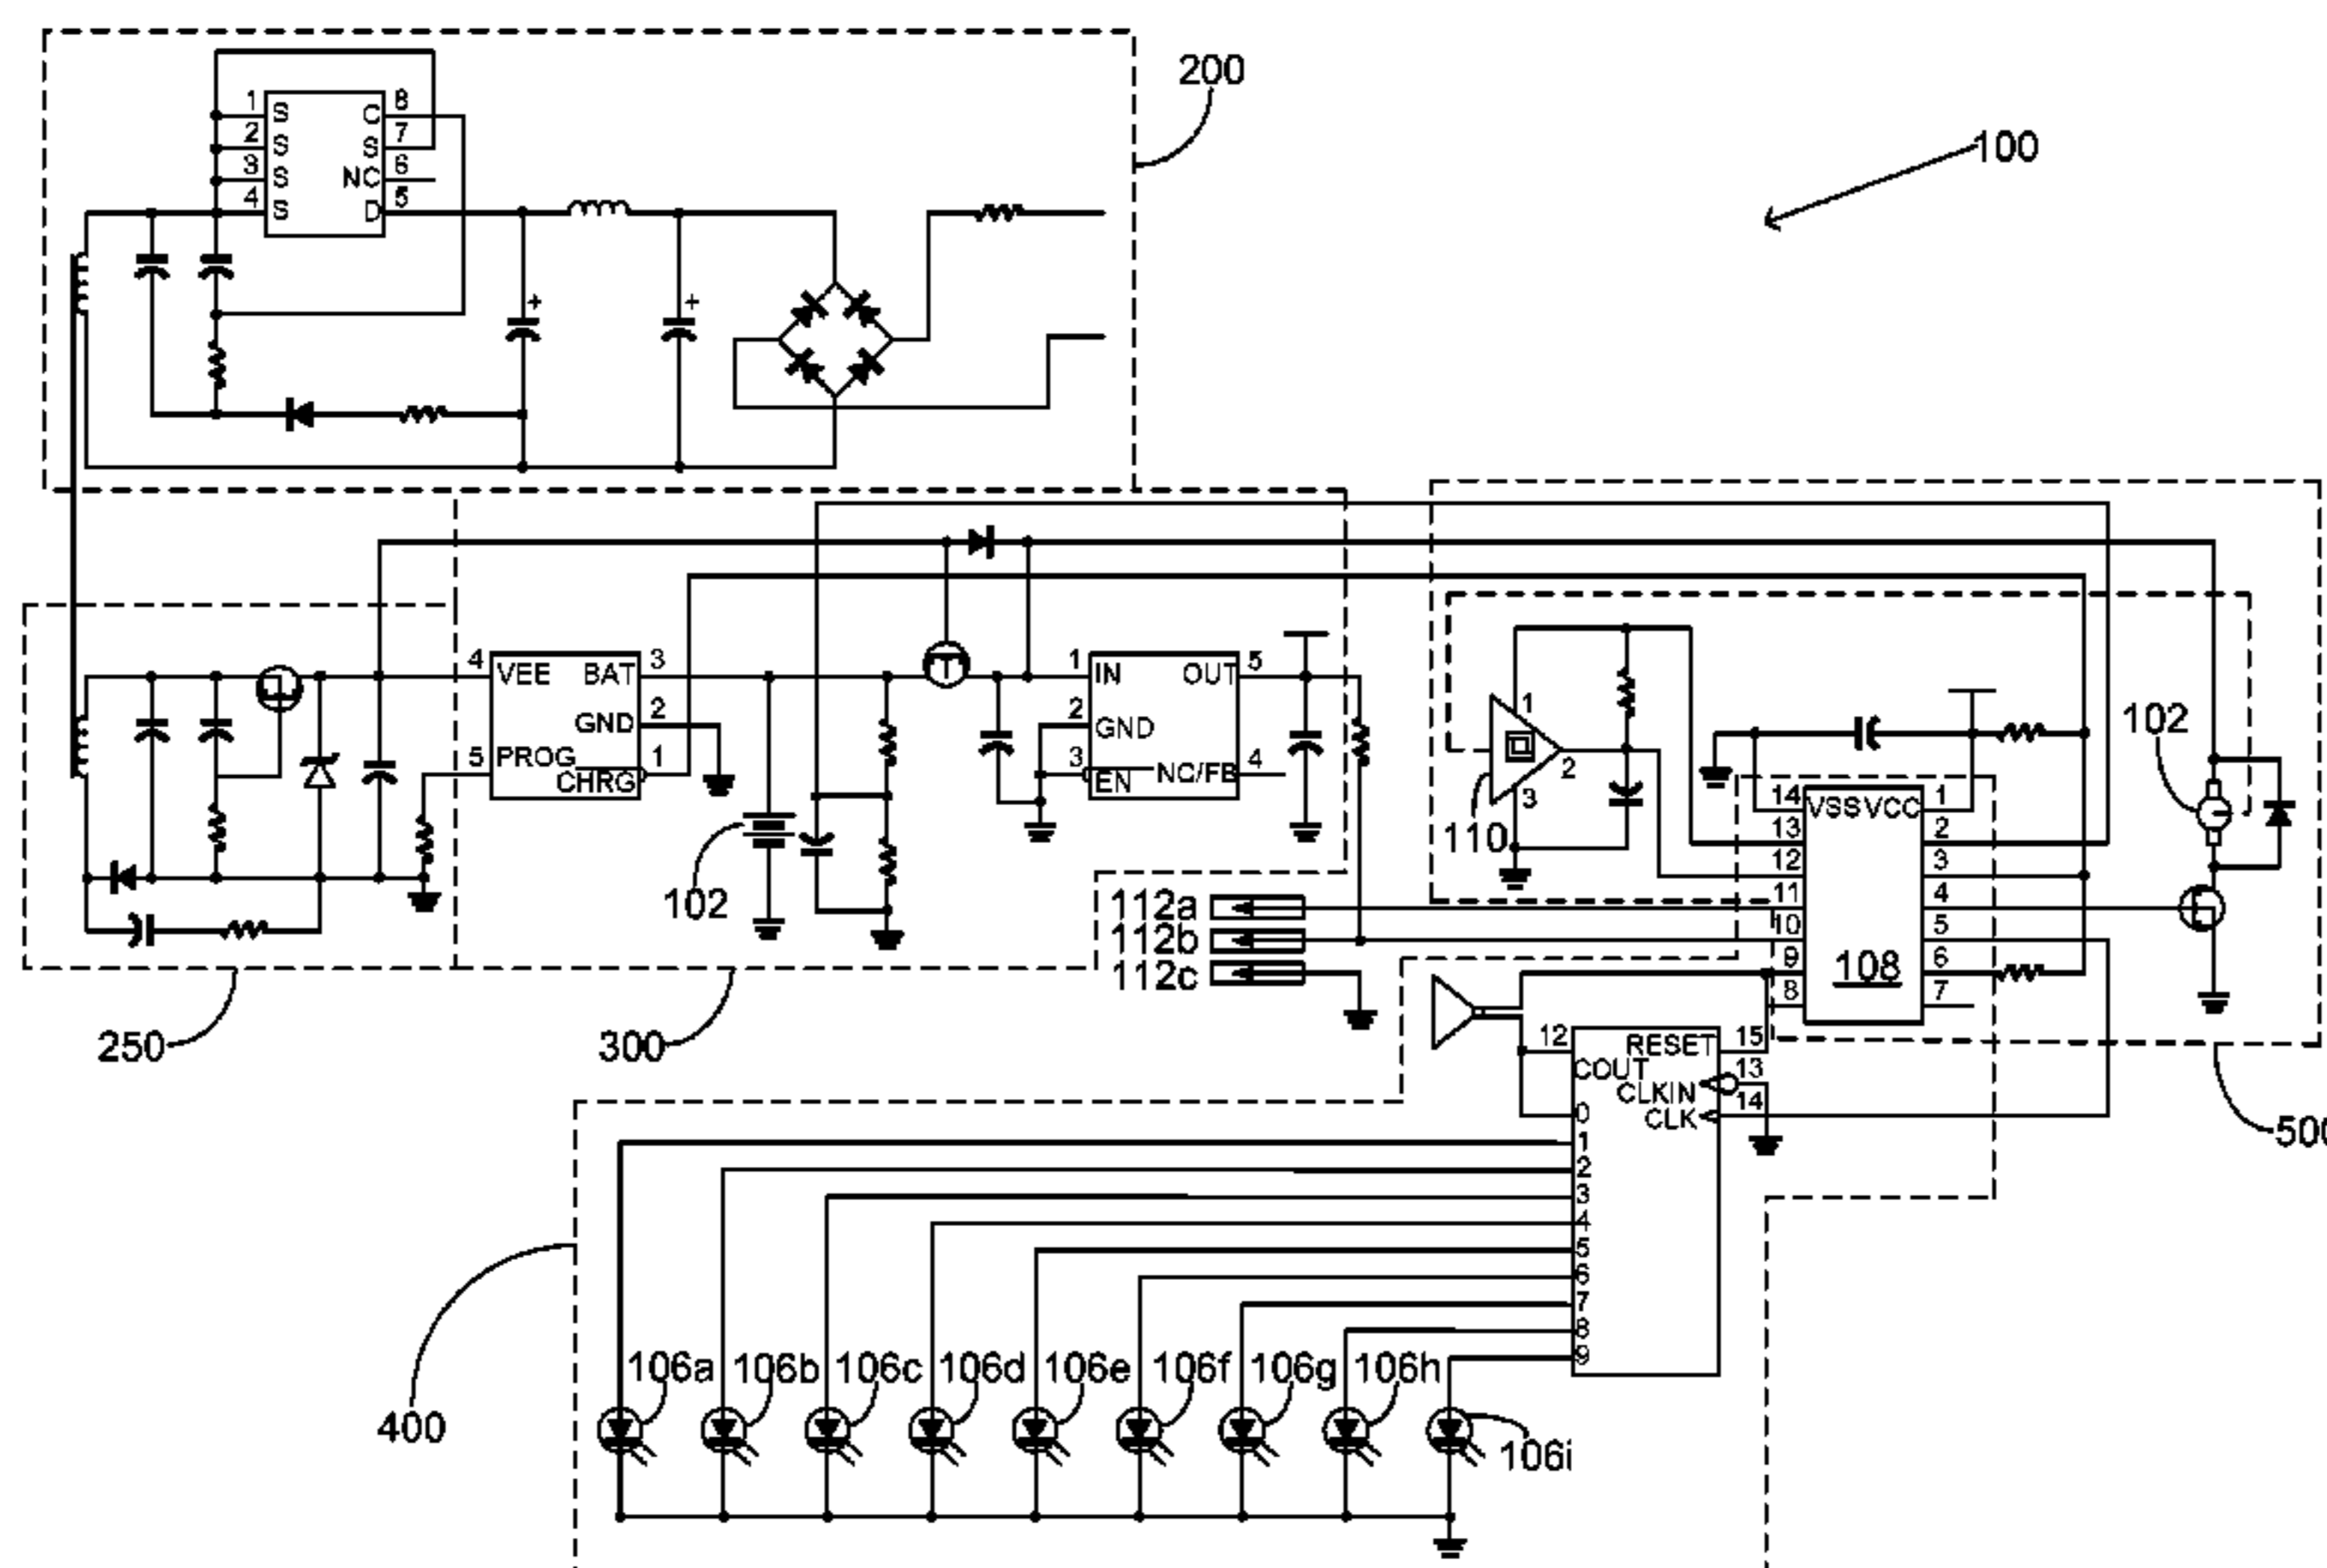 200
100
1 S C 8
2 S S 7
3 S NC 6
4 S D 5
+ +
4 VEE BAT 3
GND 2
5 PROG CHRG 1
1 IN OUT 5
2 GND
3 EN NC/FB 4
102
112a
112b
112c
250
300
1
2
3
110
102
14 VSS VCC 1
13 2
12 3
11 4
10 5
9 108 6
8 7
12 RESET 15
COUT 13
CLKIN
0 CLK 14
1
2
3
4
5
6
7
8
9
500
400
106a 106b 106c 106d 106e 106f 106g 106h
106i